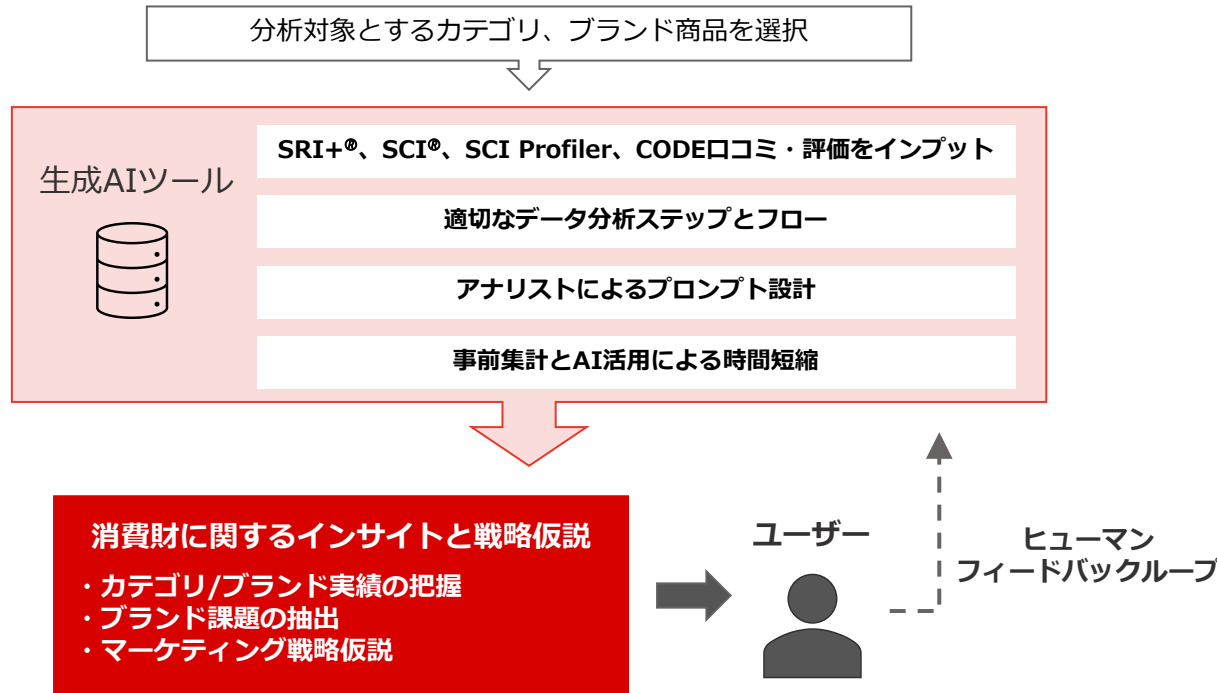 分析対象とするカテゴリ、ブランド商品を選択
生成AIツール
SRI+®、SCI®、SCI Profiler、CODE口コミ・評価をインプット
適切なデータ分析ステップとフロー
アナリストによるプロンプト設計
事前集計とAI活用による時間短縮
消費財に関するインサイトと戦略仮説
・カテゴリ/ブランド実績の把握
・ブランド課題の抽出
・マーケティング戦略仮説
ユーザー
ヒューマン
フィードバックループ